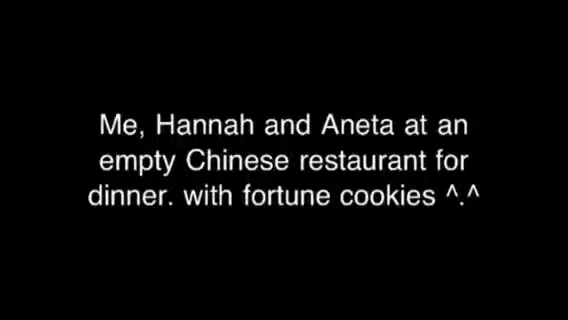 Me, Hannah and Aneta at an
empty Chinese restaurant for
dinner. with fortune cookies ^.^